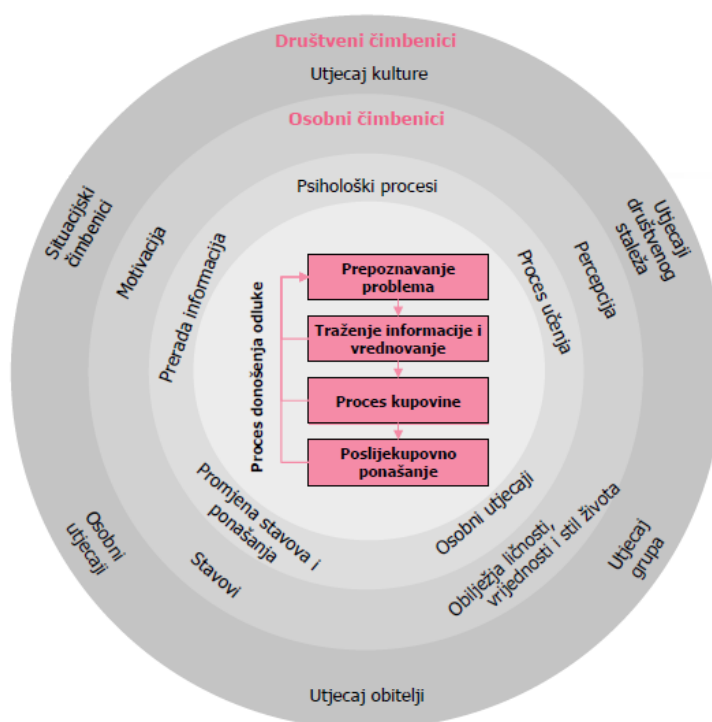 Društveni čimbenici
Utjecaj kulture
Osobni čimbenici
Psihološki procesi
Situacijski
čimbenici
Motivacija
Prerada informacija
Proces učenja
Percepcija
Utjecaji
društvenog
staleža
Proces donošenja odluke
Prepoznavanje
problema
Traženje informacije i
vrednovanje
Proces kupovine
Poslijekupovno
ponašanje
Osobni
utjecaji
Stavovi
Promjena stavova i
ponašanja
Osobni utjecaji
Obilježja ličnosti,
vrijednosti i stil života
Utjecaj
grupa
Utjecaj obitelji